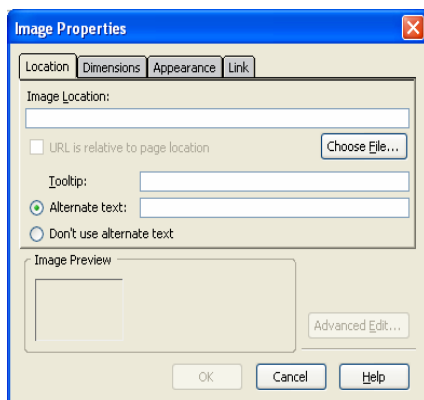 Image Properties
Location Dimensions Appearance Link
Image Location:
URL is relative to page location Choose File...
Tooltip:
Alternate text:
Don't use alternate text
Image Preview
Advanced Edit...
OK Cancel Help